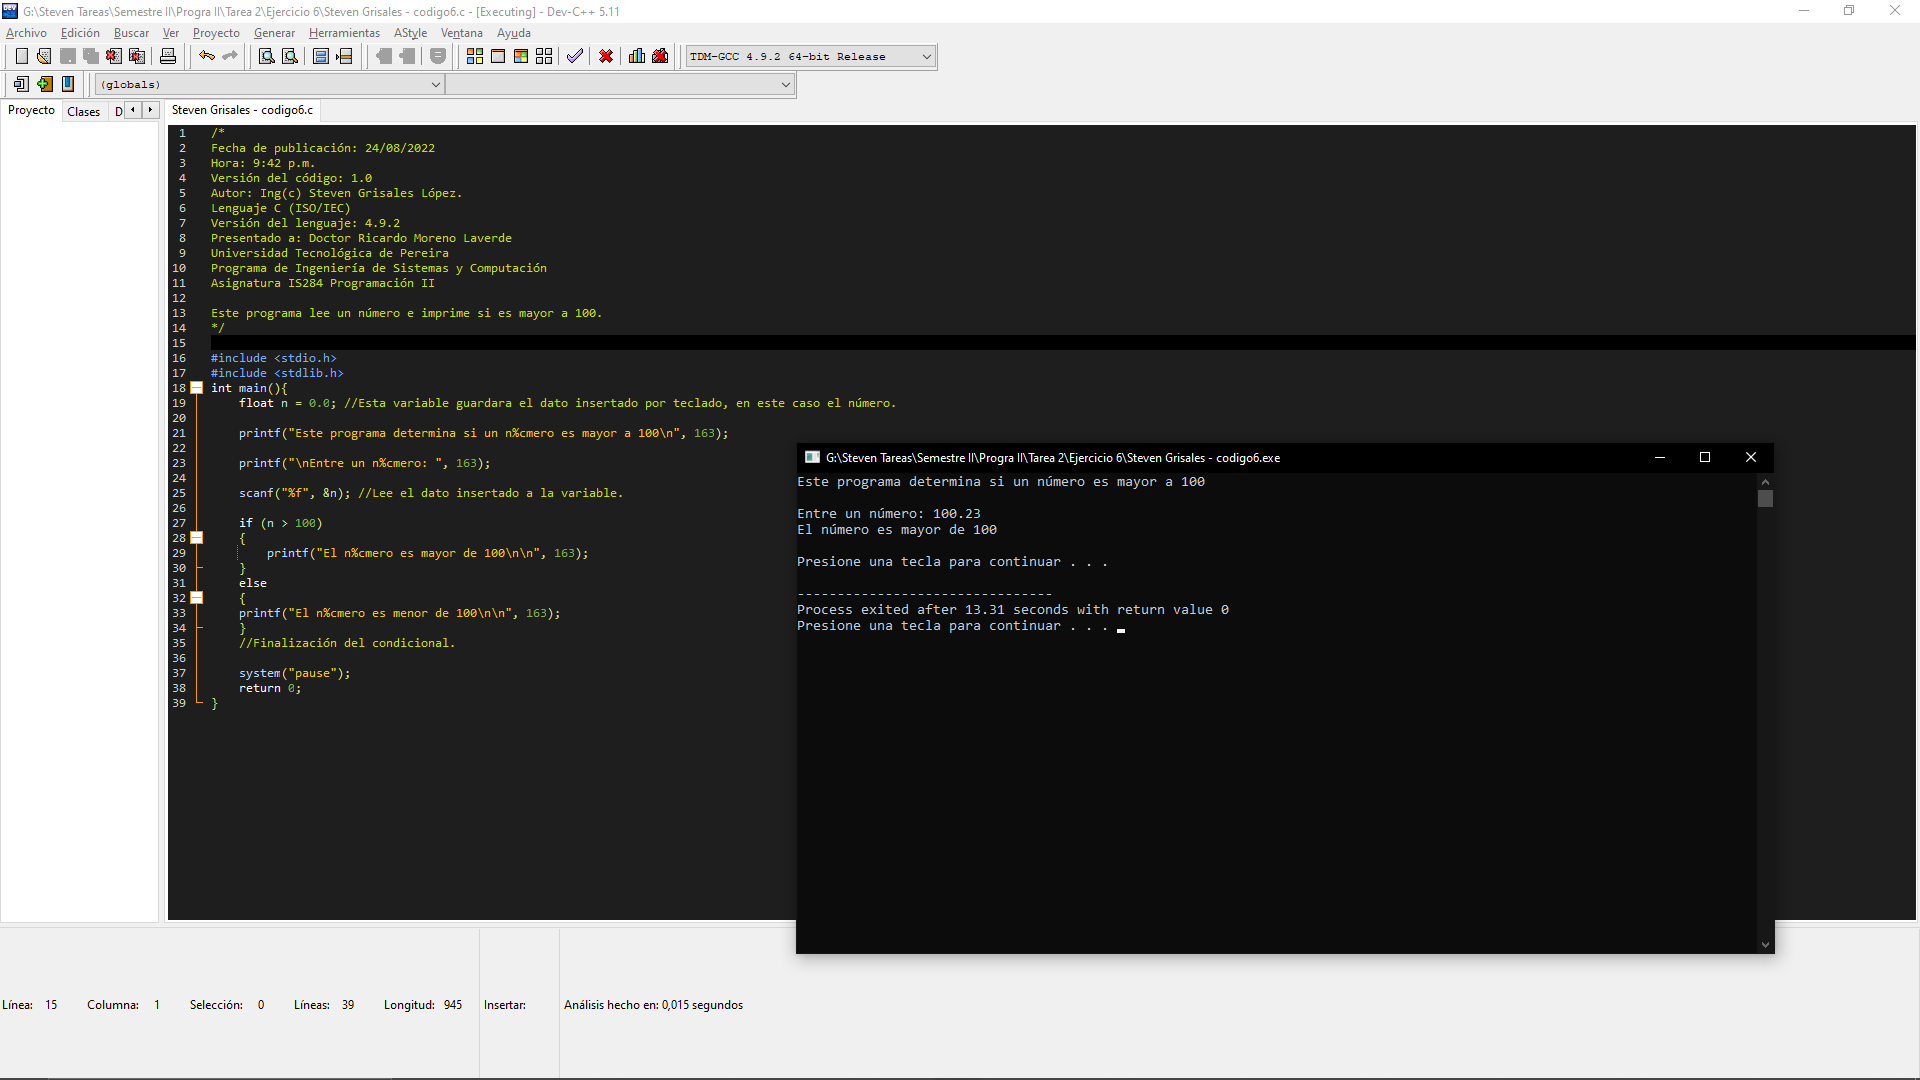 G:\Steven Tareas\Semestre II\Progra II\Tarea 2\Ejercicio 6\Steven Grisales - codigo6.c - [Executing] - Dev-C++ 5.11
Archivo Edición Buscar Ver Proyecto Generar Herramientas AStyle Ventana Ayuda
TDM-GCC 4.9.2 64-bit Release
(globals)
Proyecto Clases D
Steven Grisales - codigo6.c
1 /*
2 Fecha de publicación: 24/08/2022
3 Hora: 9:42 p.m.
4 Versión del código: 1.0
5 Autor: Ing(c) Steven Grisales López.
6 Lenguaje C (ISO/IEC)
7 Versión del lenguaje: 4.9.2
8 Presentado a: Doctor Ricardo Moreno Laverde
9 Universidad Tecnológica de Pereira
10 Programa de Ingeniería de Sistemas y Computación
11 Asignatura IS284 Programación II
12
13 Este programa lee un número e imprime si es mayor a 100.
14 */
15
16 #include <stdio.h>
17 #include <stdlib.h>
18 int main(){
19 float n = 0.0; //Esta variable guardara el dato insertado por teclado, en este caso el número.
20
21 printf("Este programa determina si un n%cmero es mayor a 100\n", 163);
22
23 printf("\nEntre un n%cmero: ", 163);
24
25 scanf("%f", &n); //Lee el dato insertado a la variable.
26
27 if (n > 100)
28 {
29 printf("El n%cmero es mayor de 100\n\n", 163);
30 }
31 else
32 {
33 printf("El n%cmero es menor de 100\n\n", 163);
34 }
35 //Finalización del condicional.
36
37 system("pause");
38 return 0;
39 }
G:\Steven Tareas\Semestre II\Progra II\Tarea 2\Ejercicio 6\Steven Grisales - codigo6.exe
Este programa determina si un número es mayor a 100
Entre un número: 100.23
El número es mayor de 100
Presione una tecla para continuar . . .
--------------------------------
Process exited after 13.31 seconds with return value 0
Presione una tecla para continuar . . .
Línea: 15 Columna: 1 Selección: 0 Líneas: 39 Longitud: 945 Insertar: Análisis hecho en: 0,015 segundos